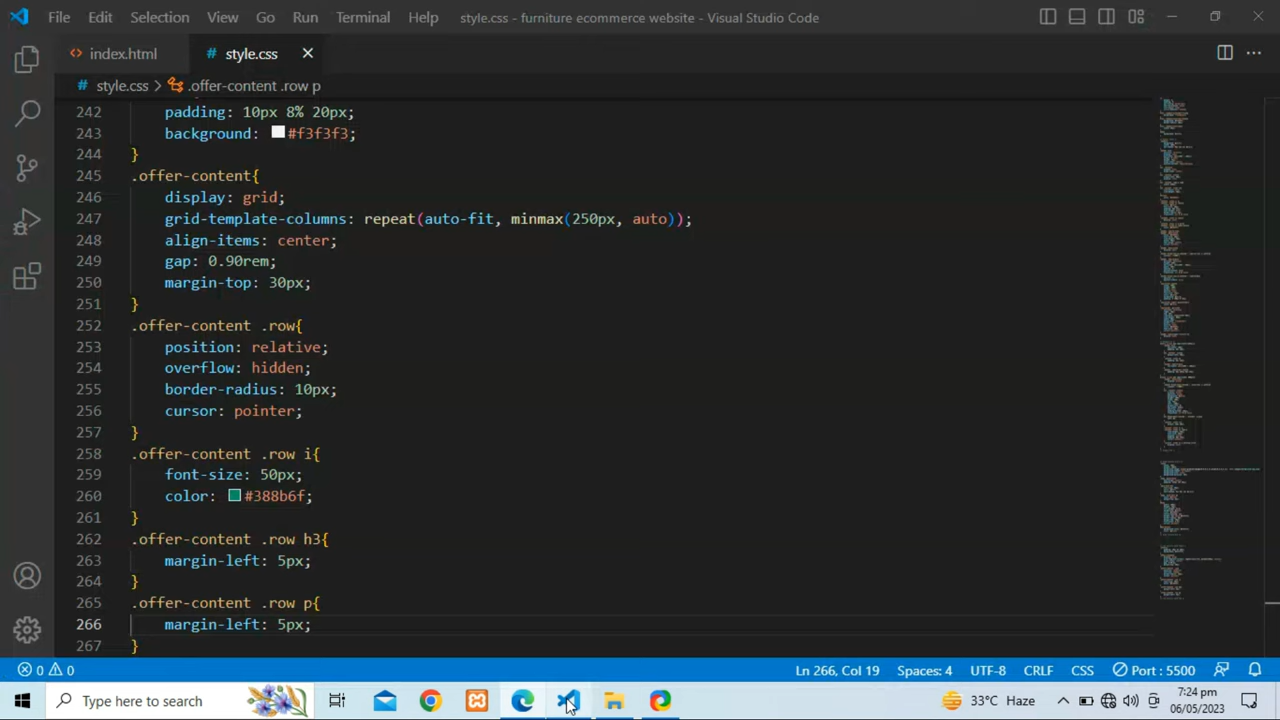 File Edit Selection View Go Run Terminal Help style.css - furniture ecommerce website - Visual Studio Code
<> index.html # style.css ×
# style.css > .offer-content .row p
242 padding: 10px 8% 20px;
243 background: #f3f3f3;
244 }
245 .offer-content{
246 display: grid;
247 grid-template-columns: repeat(auto-fit, minmax(250px, auto));
248 align-items: center;
249 gap: 0.90rem;
250 margin-top: 30px;
251 }
252 .offer-content .row{
253 position: relative;
254 overflow: hidden;
255 border-radius: 10px;
256 cursor: pointer;
257 }
258 .offer-content .row i{
259 font-size: 50px;
260 color: #388b6f;
261 }
262 .offer-content .row h3{
263 margin-left: 5px;
264 }
265 .offer-content .row p{
266 margin-left: 5px;
267 }
0 0 Ln 266, Col 19 Spaces: 4 UTF-8 CRLF CSS Port : 5500
Type here to search 33°C Haze 7:24 pm
06/05/2023